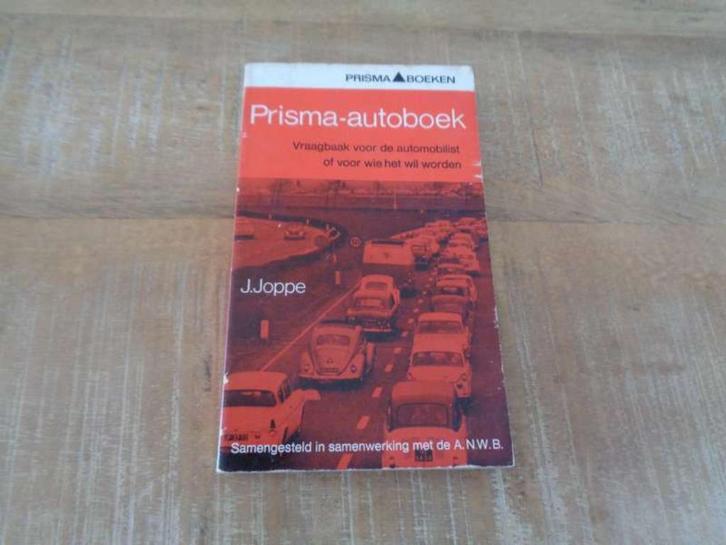 PRISMA BOEKEN
Prisma-autoboek
Vraagbaak voor de automobilist
of voor wie het wil worden
J.Joppe
Samengesteld in samenwerking met de A.N.W.B.